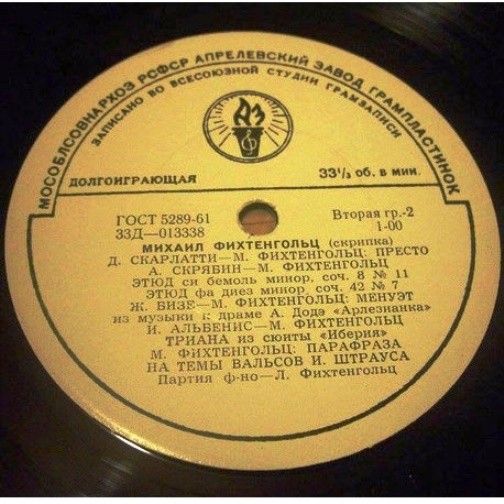 МОСОБЛСОВНАРХОЗ РСФСР АПРЕЛЕВСКИЙ ЗАВОД ГРАМПЛАСТИНОК
ЗАПИСАНО ВО ВСЕСОЮЗНОЙ СТУДИИ ГРАМЗАПИСИ
АЗ
ДОЛГОИГРАЮЩАЯ
33⅓ об. в мин.
ГОСТ 5289-61
Вторая гр.-2
33Д—013338
1-00
МИХАИЛ ФИХТЕНГОЛЬЦ (скрипка)
Д. СКАРЛАТТИ—М. ФИХТЕНГОЛЬЦ: ПРЕСТО
А. СКРЯБИН—М. ФИХТЕНГОЛЬЦ
ЭТЮД си бемоль минор, соч. 8 № 11
ЭТЮД фа диез минор, соч. 42 № 7
Ж. БИЗЕ—М. ФИХТЕНГОЛЬЦ: МЕНУЭТ
из музыки к драме А. Додэ «Арлезианка»
И. АЛЬБЕНИС—М. ФИХТЕНГОЛЬЦ
ТРИАНА из сюиты «Иберия»
М. ФИХТЕНГОЛЬЦ: ПАРАФРАЗА
НА ТЕМЫ ВАЛЬСОВ И. ШТРАУСА
Партия ф-но—Л. Фихтенгольц